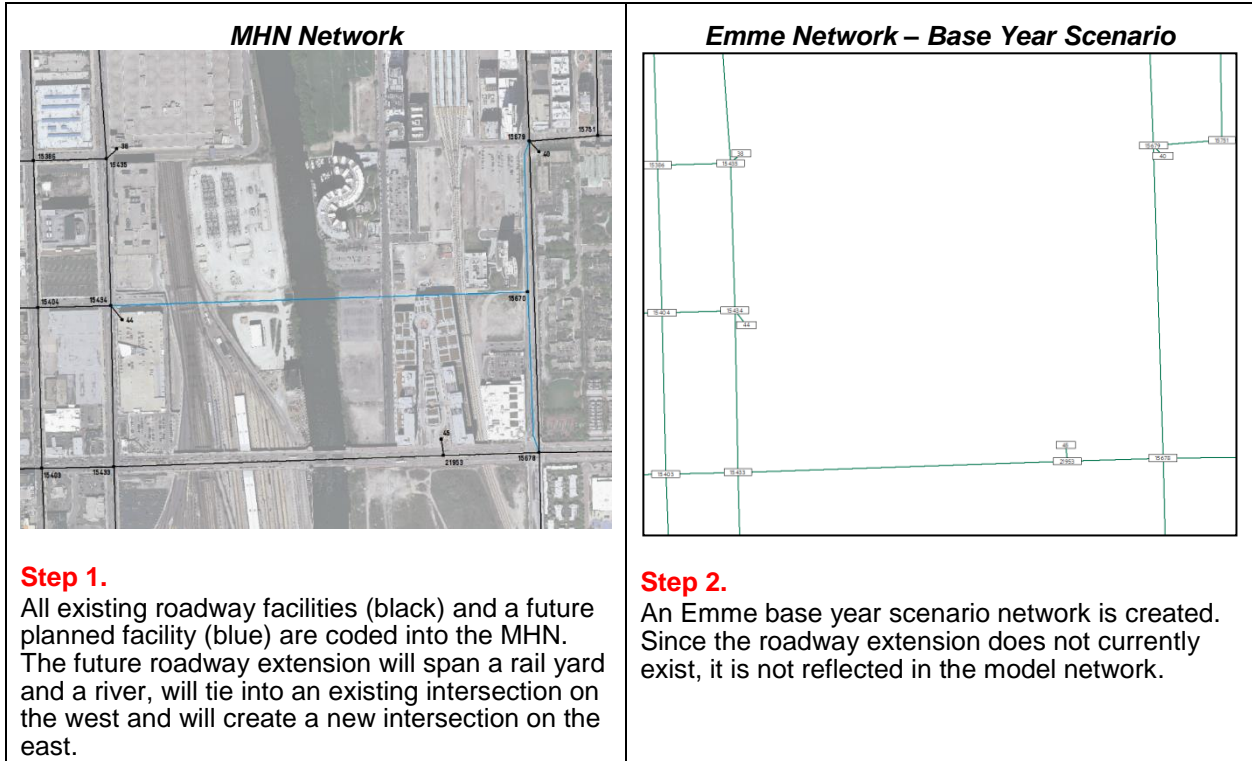 MHN Network
38
15386
15435
15679
15751
40
15404
15434
44
15670
45
15403
15433
21953
15678
Step 1.
All existing roadway facilities (black) and a future
planned facility (blue) are coded into the MHN.
The future roadway extension will span a rail yard
and a river, will tie into an existing intersection on
the west and will create a new intersection on the
east.
Emme Network – Base Year Scenario
38
15386
15435
15679
15751
40
15404
15434
44
45
15403
15433
21953
15678
Step 2.
An Emme base year scenario network is created.
Since the roadway extension does not currently
exist, it is not reflected in the model network.